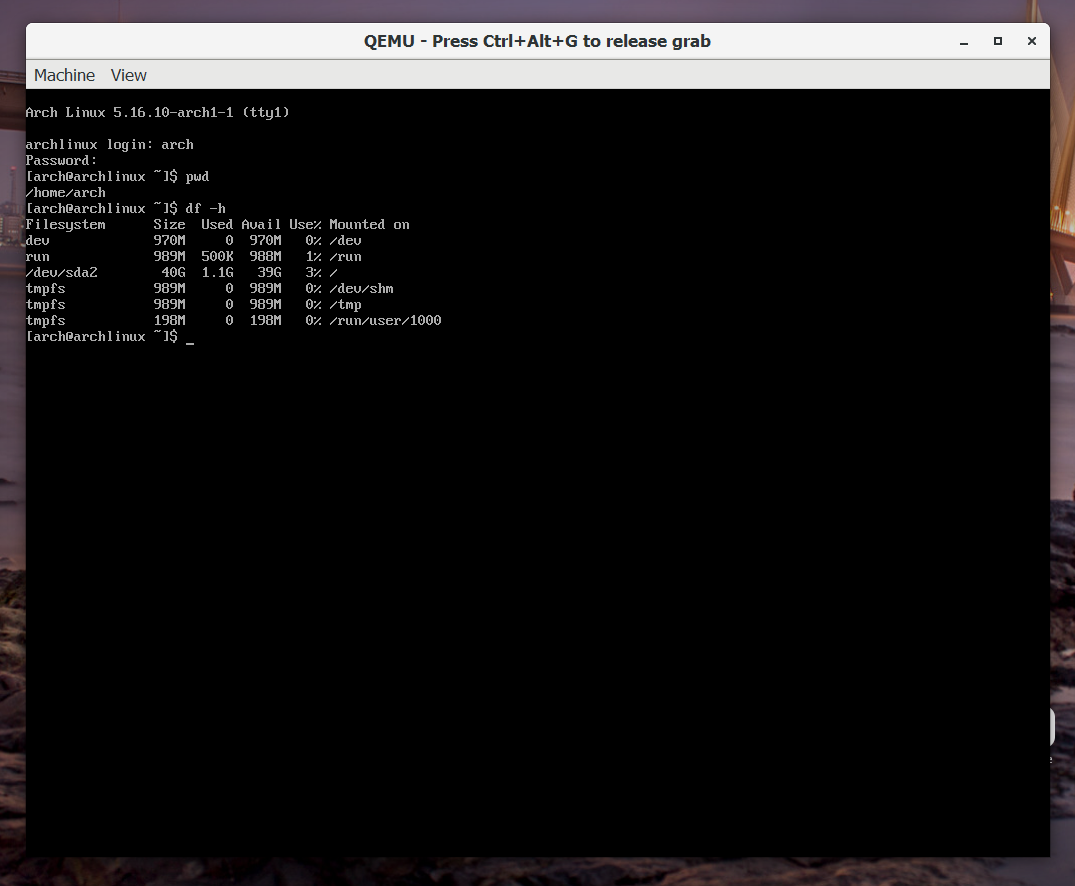 QEMU - Press Ctrl+Alt+G to release grab
Machine View
Arch Linux 5.16.10-arch1-1 (tty1)
archlinux login: arch
Password:
[arch@archlinux ~]$ pwd
/home/arch
[arch@archlinux ~]$ df -h
Filesystem      Size  Used Avail Use% Mounted on
dev             970M     0  970M   0% /dev
run             989M  500K  988M   1% /run
/dev/sda2        40G  1.1G   39G   3% /
tmpfs           989M     0  989M   0% /dev/shm
tmpfs           989M     0  989M   0% /tmp
tmpfs           198M     0  198M   0% /run/user/1000
[arch@archlinux ~]$ _